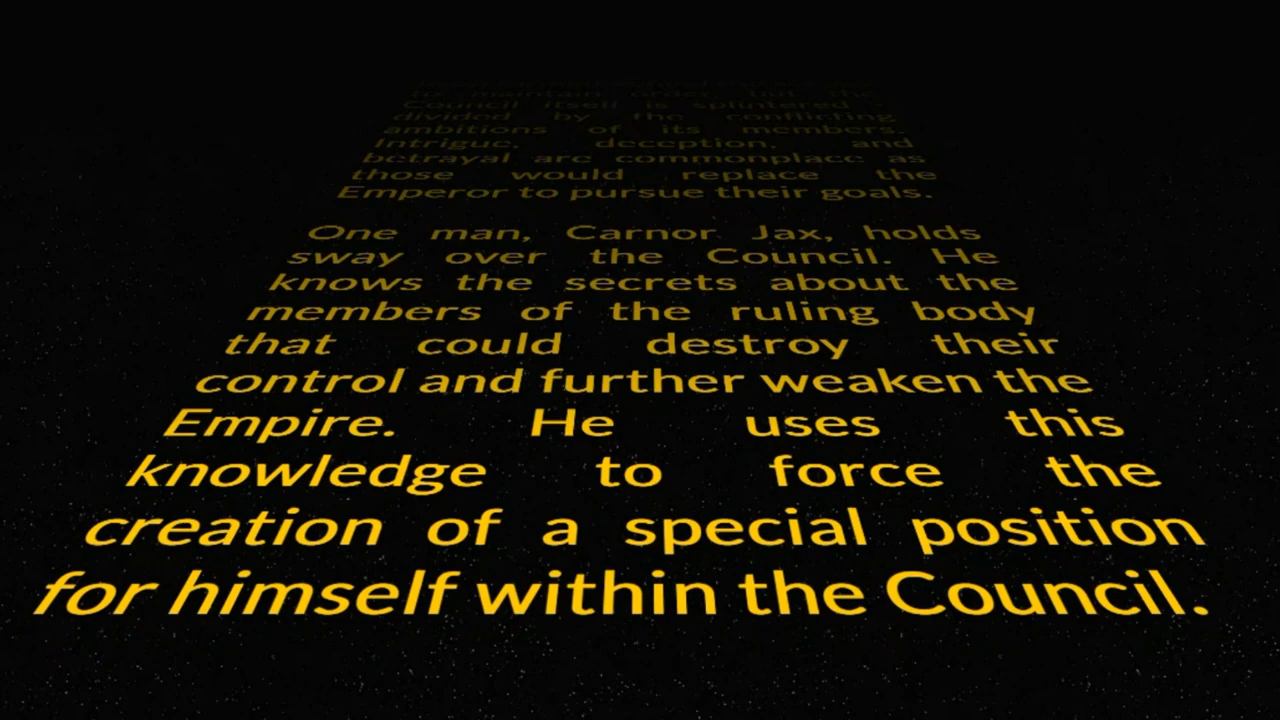 to maintain order, but the
Council itself is splintered -
divided by the conflicting
ambitions of its members.
Intrigue, deception, and
betrayal are commonplace as
those would replace the
Emperor to pursue their goals.
One man, Carnor Jax, holds
sway over the Council. He
knows the secrets about the
members of the ruling body
that could destroy their
control and further weaken the
Empire. He uses this
knowledge to force the
creation of a special position
for himself within the Council.